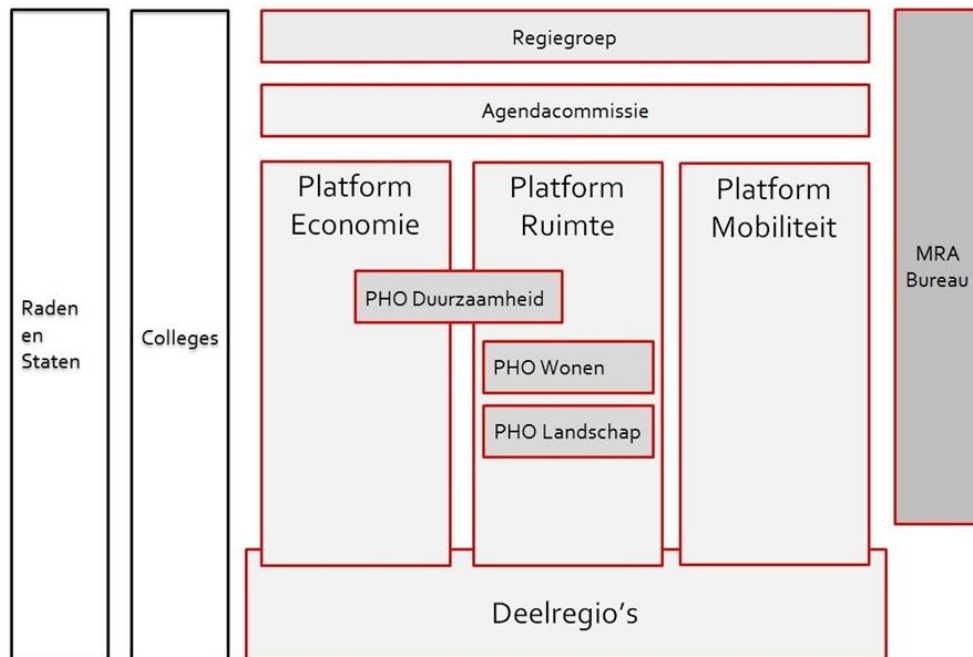 Regiegroep
Agendacommissie
Platform
Economie
Platform
Ruimte
Platform
Mobiliteit
MRA
Bureau
PHO Duurzaamheid
Raden
en
Staten
Colleges
PHO Wonen
PHO Landschap
Deelregio's